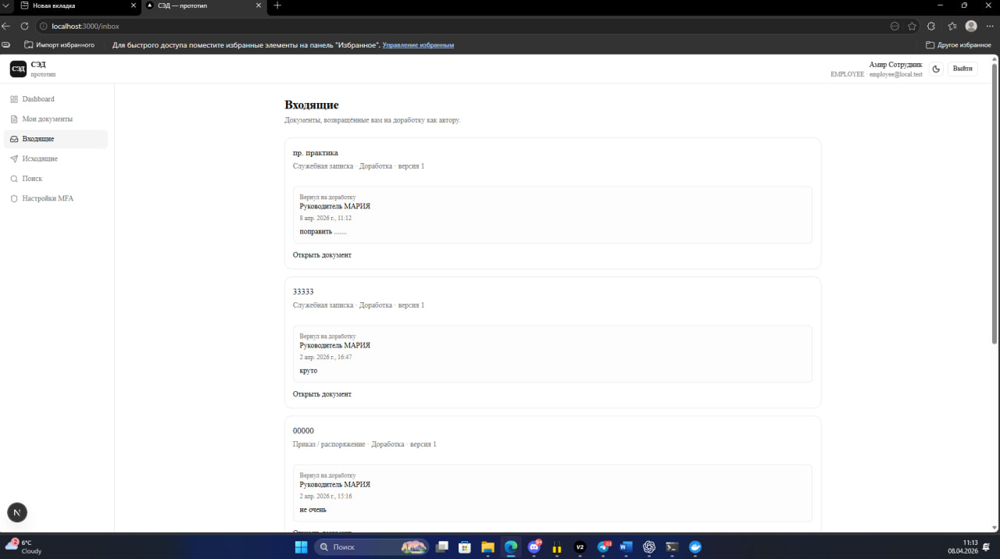 Новая вкладка
СЭД — прототип
localhost:3000/inbox
Импорт избранного
Для быстрого доступа поместите избранные элементы на панель "Избранное". Управление избранным
Другое избранное
СЭД
СЭД
прототип
Амир Сотрудник
EMPLOYEE · employee@local.test
Выйти
Dashboard
Мои документы
Входящие
Исходящие
Поиск
Настройки MFA
Входящие
Документы, возвращённые вам на доработку как автору.
пр. практика
Служебная записка · Доработка · версия 1
Вернул на доработку
Руководитель МАРИЯ
8 апр. 2026 г., 11:12
поправить .......
Открыть документ
33333
Служебная записка · Доработка · версия 1
Вернул на доработку
Руководитель МАРИЯ
2 апр. 2026 г., 16:47
круто
Открыть документ
00000
Приказ / распоряжение · Доработка · версия 1
Вернул на доработку
Руководитель МАРИЯ
2 апр. 2026 г., 15:16
не очень
N
2
6°C
Cloudy
Поиск
V2
11:13
08.04.2026